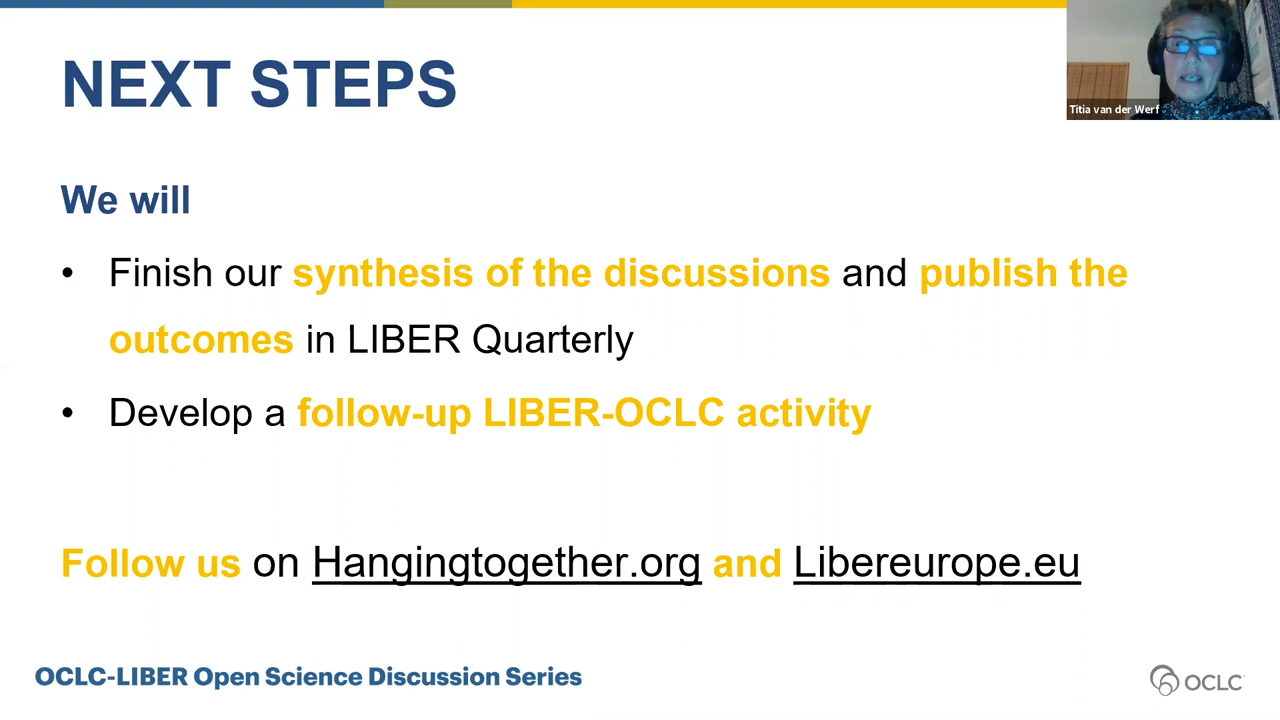 NEXT STEPS
Titia van der Werf
We will
• Finish our synthesis of the discussions and publish the
outcomes in LIBER Quarterly
• Develop a follow-up LIBER-OCLC activity
Follow us on Hangingtogether.org and Libereurope.eu
OCLC-LIBER Open Science Discussion Series
OCLC